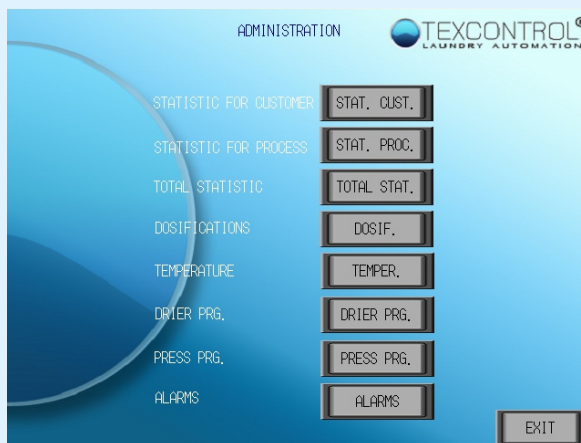 ADMINISTRATION
TEXCONTROL®
LAUNDRY AUTOMATION
STATISTIC FOR CUSTOMER STAT. CUST.
STATISTIC FOR PROCESS STAT. PROC.
TOTAL STATISTIC TOTAL STAT.
DOSIFICATIONS DOSIF.
TEMPERATURE TEMPER.
DRIER PRG. DRIER PRG.
PRESS PRG. PRESS PRG.
ALARMS ALARMS
EXIT